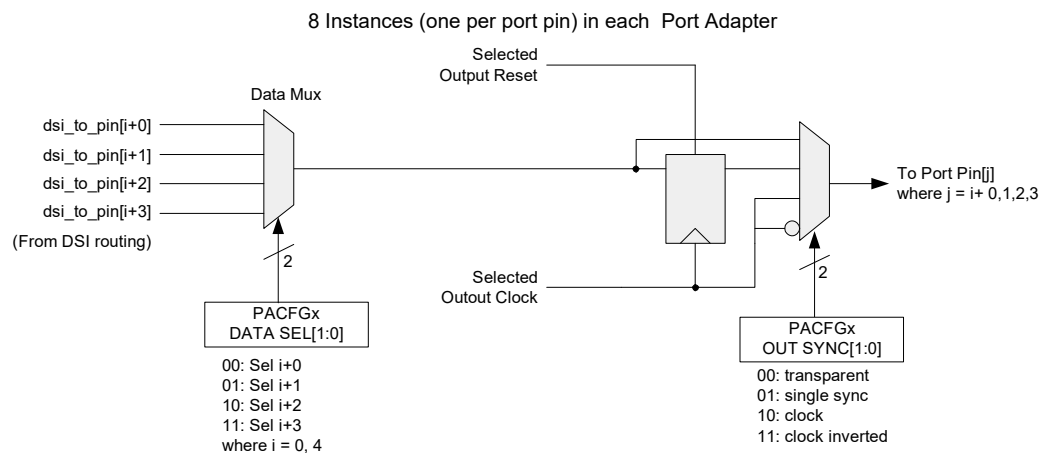 8 Instances (one per port pin) in each Port Adapter
Selected
Output Reset
Data Mux
dsi_to_pin[i+0]
dsi_to_pin[i+1]
dsi_to_pin[i+2]
dsi_to_pin[i+3]
(From DSI routing)
To Port Pin[j]
where j = i+ 0,1,2,3
2
Selected
Outout Clock
2
PACFGx
DATA SEL[1:0]
00: Sel i+0
01: Sel i+1
10: Sel i+2
11: Sel i+3
where i = 0, 4
PACFGx
OUT SYNC[1:0]
00: transparent
01: single sync
10: clock
11: clock inverted